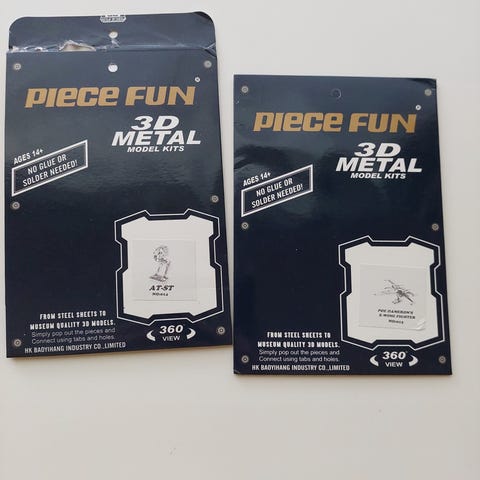 PIECE FUN
3D
METAL
MODEL KITS
AGES 14+
NO GLUE OR
SOLDER NEEDED!
AT-ST
FROM STEEL SHEETS TO
MUSEUM QUALITY 3D MODELS.
Simply pop out the pieces and
Connect using tabs and holes.
360°
VIEW
HK BAOYIHANG INDUSTRY CO.,LIMITED
PIECE FUN
3D
METAL
MODEL KITS
AGES 14+
NO GLUE OR
SOLDER NEEDED!
POE DAMERON'S
X-WING FIGHTER
FROM STEEL SHEETS TO
MUSEUM QUALITY 3D MODELS.
Simply pop out the pieces and
Connect using tabs and holes.
360°
VIEW
HK BAOYIHANG INDUSTRY CO.,LIMITED